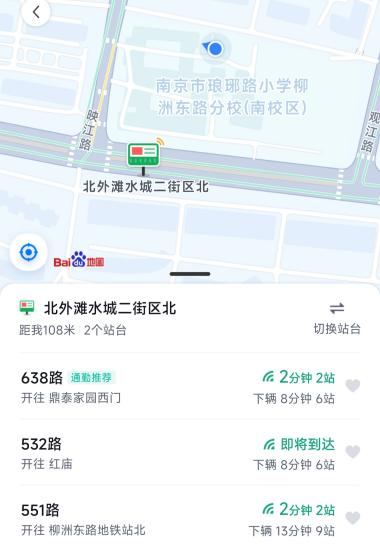 南京市琅琊路小学柳
洲东路分校(南校区)
映江路
观江路
北外滩水城二街区北
Bai du 地图
北外滩水城二街区北
距我108米 2个站台
切换站台
638路 通勤推荐
2分钟 2站
开往 鼎泰家园西门
下辆 8分钟 6站
532路
即将到达
开往 红庙
下辆 8分钟 6站
551路
2分钟 2站
开往 柳洲东路地铁站北
下辆 13分钟 9站